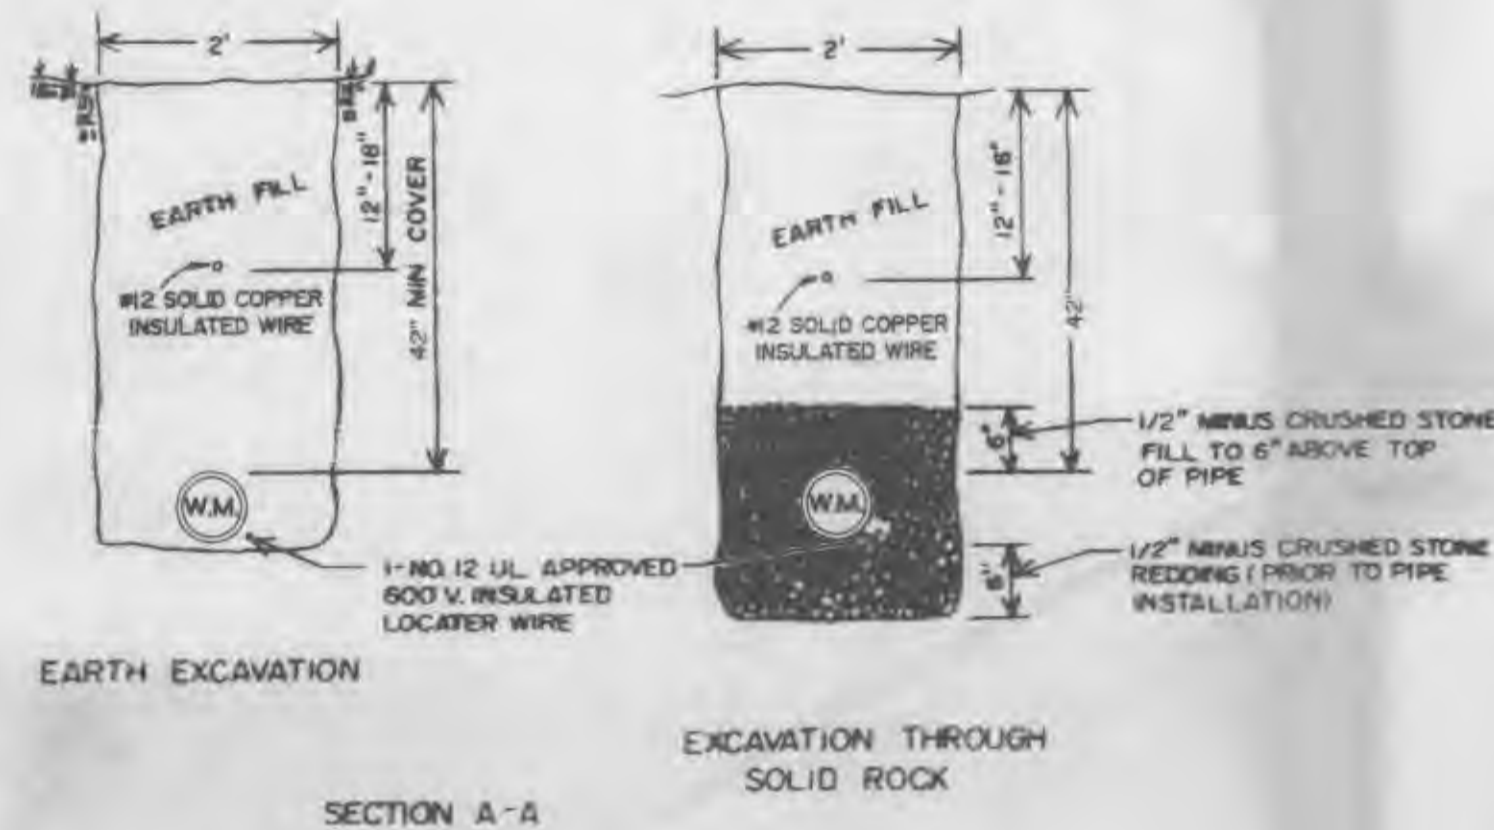 2'
12"-18"
42" MIN COVER
EARTH FILL
#12 SOLID COPPER
INSULATED WIRE
W.M.
1-NO. 12 UL APPROVED
600 V. INSULATED
LOCATER WIRE
EARTH EXCAVATION
2'
12"-18"
42"
EARTH FILL
#12 SOLID COPPER
INSULATED WIRE
6"
1/2" MINUS CRUSHED STONE
FILL TO 6" ABOVE TOP
OF PIPE
W.M.
1/2" MINUS CRUSHED STONE
BEDDING (PRIOR TO PIPE
INSTALLATION)
EXCAVATION THROUGH
SOLID ROCK
SECTION A-A